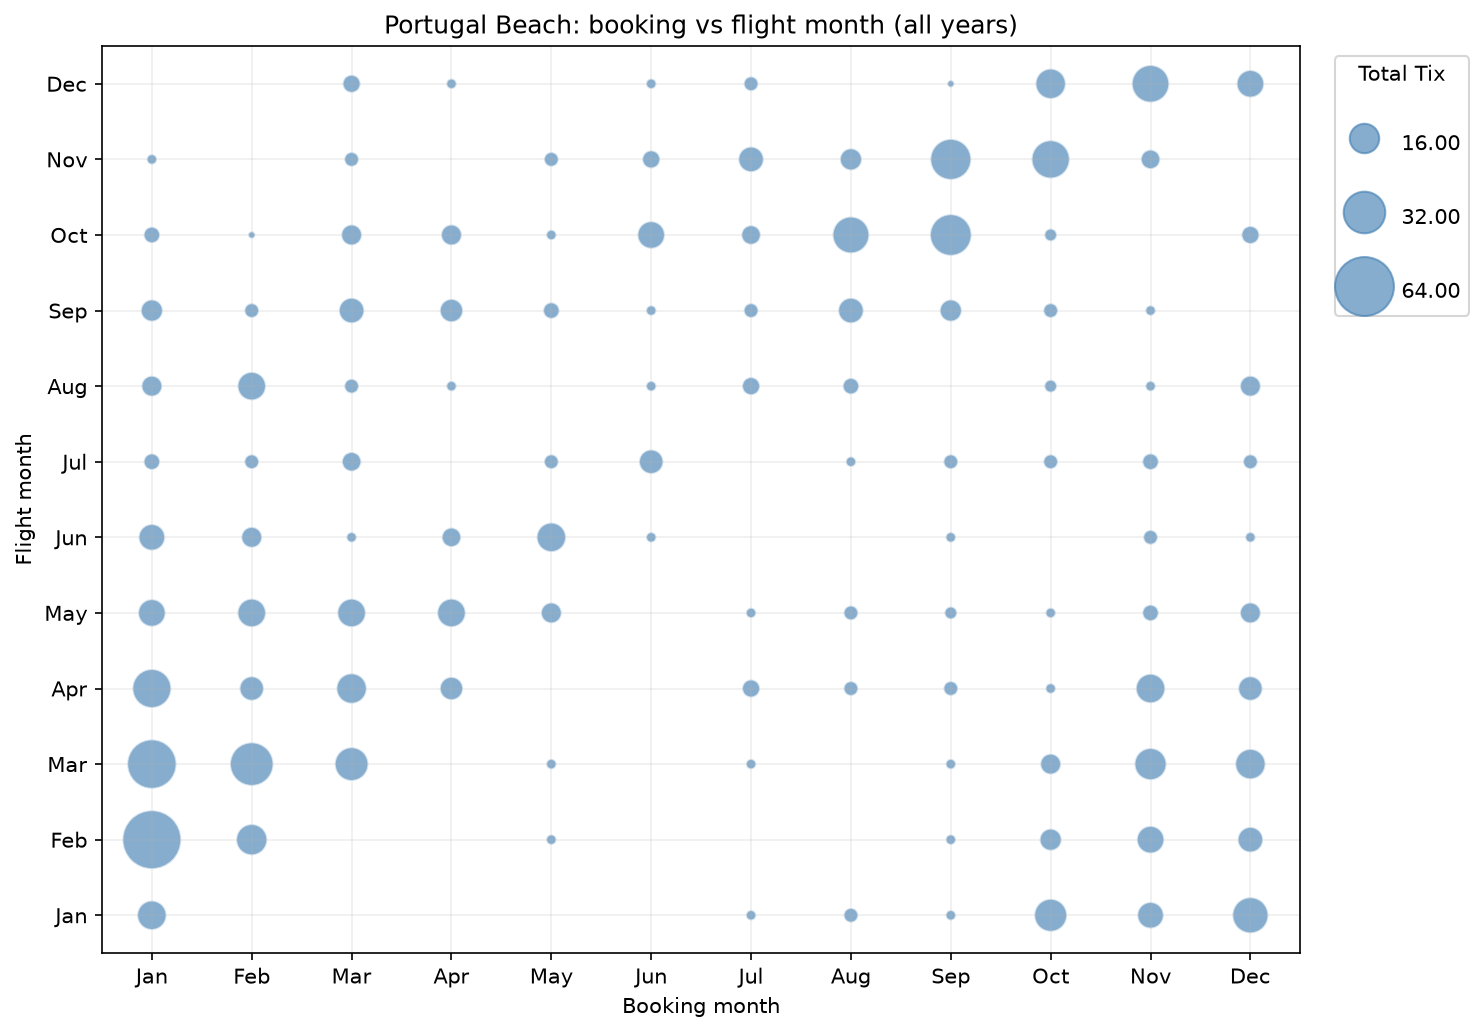 Portugal Beach: booking vs flight month (all years)
Total Tix
16.00
32.00
64.00
Flight month
Dec
Nov
Oct
Sep
Aug
Jul
Jun
May
Apr
Mar
Feb
Jan
Jan Feb Mar Apr May Jun Jul Aug Sep Oct Nov Dec
Booking month